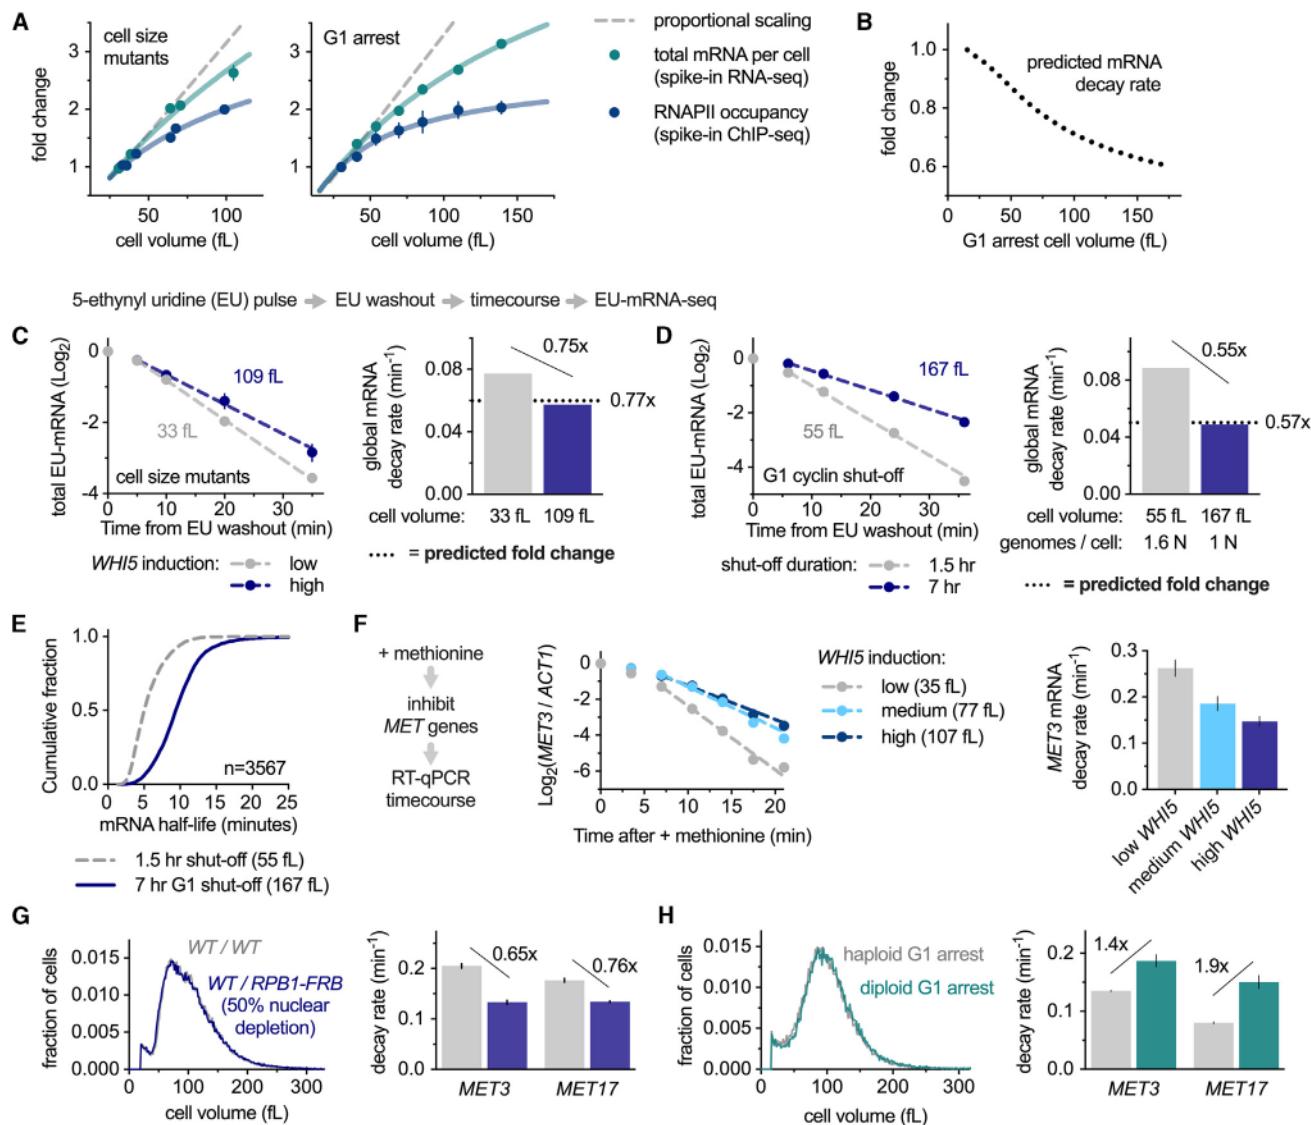 A
cell size
mutants
G1 arrest
proportional scaling
total mRNA per cell
(spike-in RNA-seq)
RNAPII occupancy
(spike-in ChIP-seq)
fold change
3
2
1
50
100
cell volume (fL)
3
2
1
50
100
150
cell volume (fL)
B
predicted mRNA
decay rate
fold change
1.0
0.8
0.6
0
50
100
150
G1 arrest cell volume (fL)
5-ethynyl uridine (EU) pulse
EU washout
timecourse
EU-mRNA-seq
C
total EU-mRNA (Log2)
0
-2
-4
109 fL
33 fL
cell size mutants
0
10
20
30
Time from EU washout (min)
WHI5 induction:
low
high
global mRNA
decay rate (min-1)
0.08
0.04
0.00
0.75x
0.77x
cell volume:
33 fL
109 fL
= predicted fold change
D
total EU-mRNA (Log2)
0
-2
-4
167 fL
55 fL
G1 cyclin shut-off
0
10
20
30
Time from EU washout (min)
shut-off duration:
1.5 hr
7 hr
global mRNA
decay rate (min-1)
0.08
0.04
0.00
0.55x
0.57x
cell volume:
55 fL
167 fL
genomes / cell:
1.6 N
1 N
= predicted fold change
E
Cumulative fraction
1.0
0.5
0.0
n=3567
0
5
10
15
20
25
mRNA half-life (minutes)
1.5 hr shut-off (55 fL)
7 hr G1 shut-off (167 fL)
F
+ methionine
inhibit
MET genes
RT-qPCR
timecourse
Log2(MET3 / ACT1)
0
-2
-4
-6
0
5
10
15
20
Time after + methionine (min)
WHI5 induction:
low (35 fL)
medium (77 fL)
high (107 fL)
MET3 mRNA
decay rate (min-1)
0.3
0.2
0.1
0.0
low WHI5
medium WHI5
high WHI5
G
fraction of cells
0.015
0.010
0.005
0.000
WT / WT
WT / RPB1-FRB
(50% nuclear
depletion)
0
100
200
300
cell volume (fL)
decay rate (min-1)
0.2
0.1
0.0
0.65x
0.76x
MET3
MET17
H
fraction of cells
0.015
0.010
0.005
0.000
haploid G1 arrest
diploid G1 arrest
0
100
200
300
cell volume (fL)
decay rate (min-1)
0.2
0.1
0.0
1.4x
1.9x
MET3
MET17